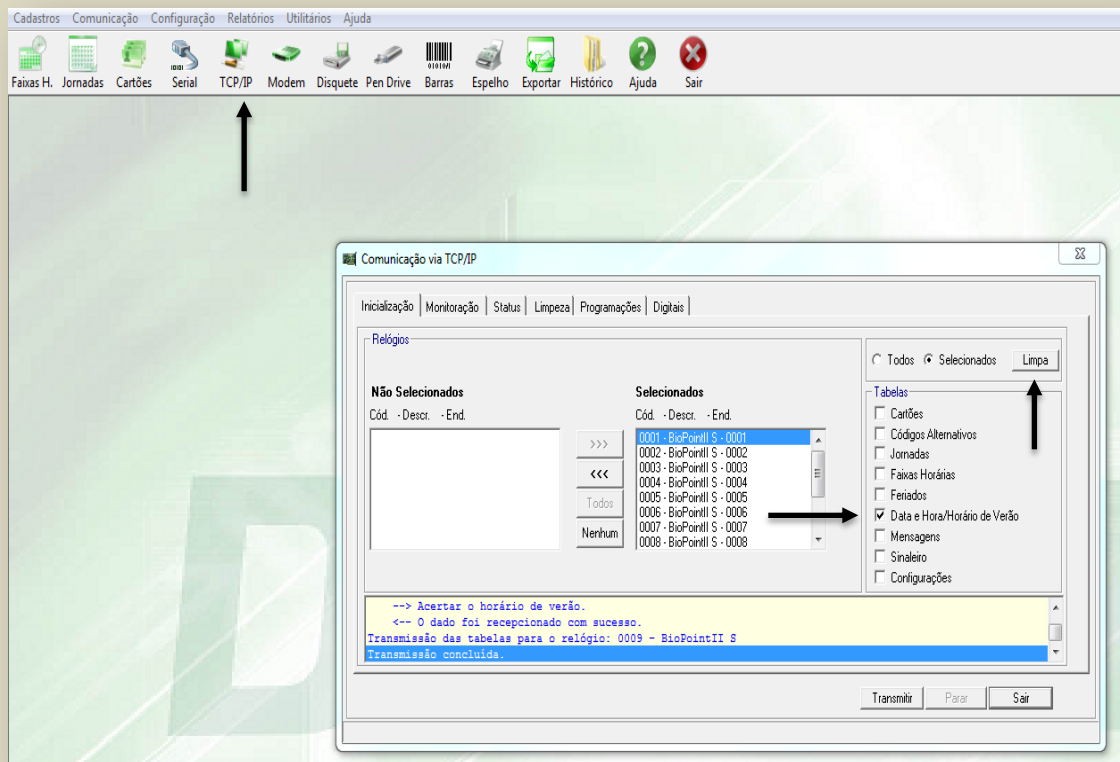 Cadastros Comunicação Configuração Relatórios Utilitários Ajuda
Faixas H. Jornadas Cartões Serial TCP/IP Modem Disquete Pen Drive Barras Espelho Exportar Histórico Ajuda Sair
Comunicação via TCP/IP
Inicialização Monitoração Status Limpeza Programações Digitais
Relógios
Todos Selecionados Limpa
Não Selecionados
Cód. - Descr. - End.
>>>
<<<
Todos
Nenhum
Selecionados
Cód. - Descr. - End.
0001 - BioPointII S - 0001
0002 - BioPointII S - 0002
0003 - BioPointII S - 0003
0004 - BioPointII S - 0004
0005 - BioPointII S - 0005
0006 - BioPointII S - 0006
0007 - BioPointII S - 0007
0008 - BioPointII S - 0008
Tabelas
Cartões
Códigos Alternativos
Jornadas
Faixas Horárias
Feriados
Data e Hora/Horário de Verão
Mensagens
Sinaleiro
Configurações
--> Acertar o horário de verão.
<-- O dado foi recepcionado com sucesso.
Transmissão das tabelas para o relógio: 0009 - BioPointII S
Transmissão concluída.
Transmitir Parar Sair